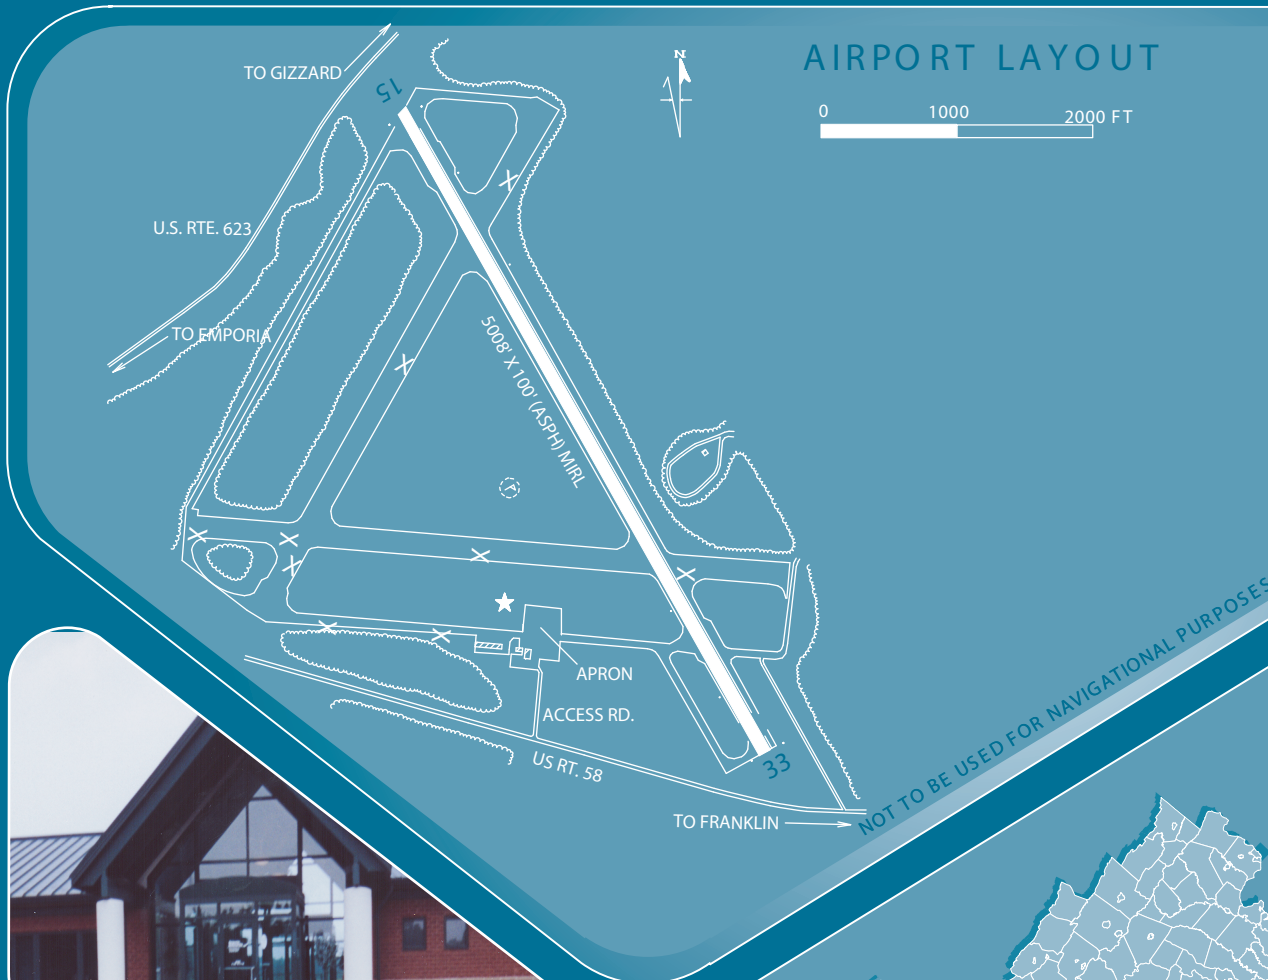 AIRPORT LAYOUT
0 1000 2000 FT
N
TO GIZZARD
15
U.S. RTE. 623
TO EMPORIA
5008' X 100' (ASPH) MIRL
APRON
ACCESS RD.
US RT. 58
33
TO FRANKLIN
NOT TO BE USED FOR NAVIGATIONAL PURPOSES